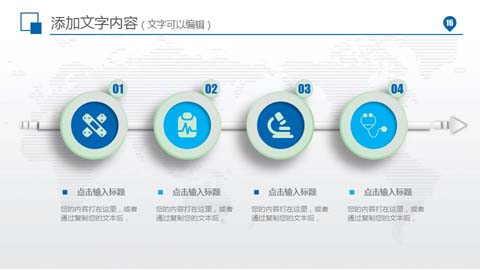 添加文字内容（文字可以编辑）
16
01
02
03
04
点击输入标题
点击输入标题
点击输入标题
点击输入标题
您的内容打在这里，或者
通过复制您的文本后，
您的内容打在这里，或者
通过复制您的文本后，
您的内容打在这里，或者
通过复制您的文本后，
您的内容打在这里，或者
通过复制您的文本后，